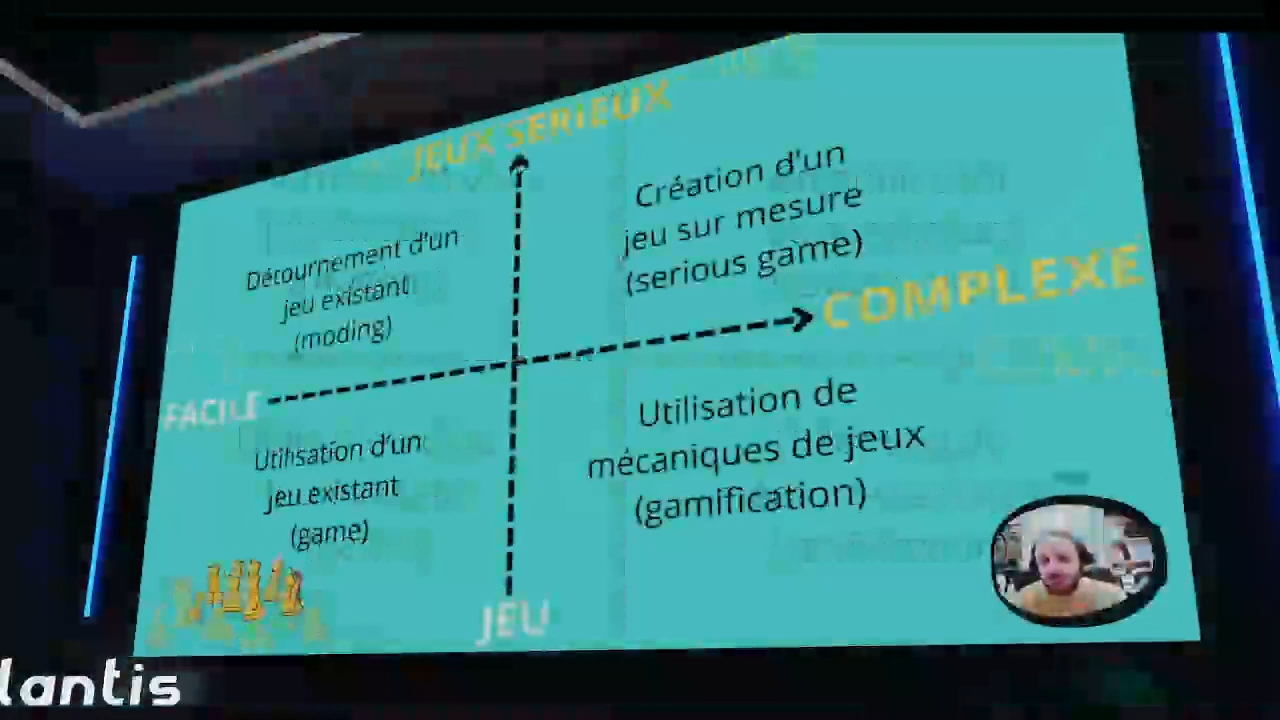 JEUX SERIEUX
Création d'un
jeu sur mesure
(serious game)
Détournement d'un
jeu existant
(moding)
COMPLEXE
FACILE
Utilisation d'un
jeu existant
(game)
Utilisation de
mécaniques de jeux
(gamification)
JEU
lantis